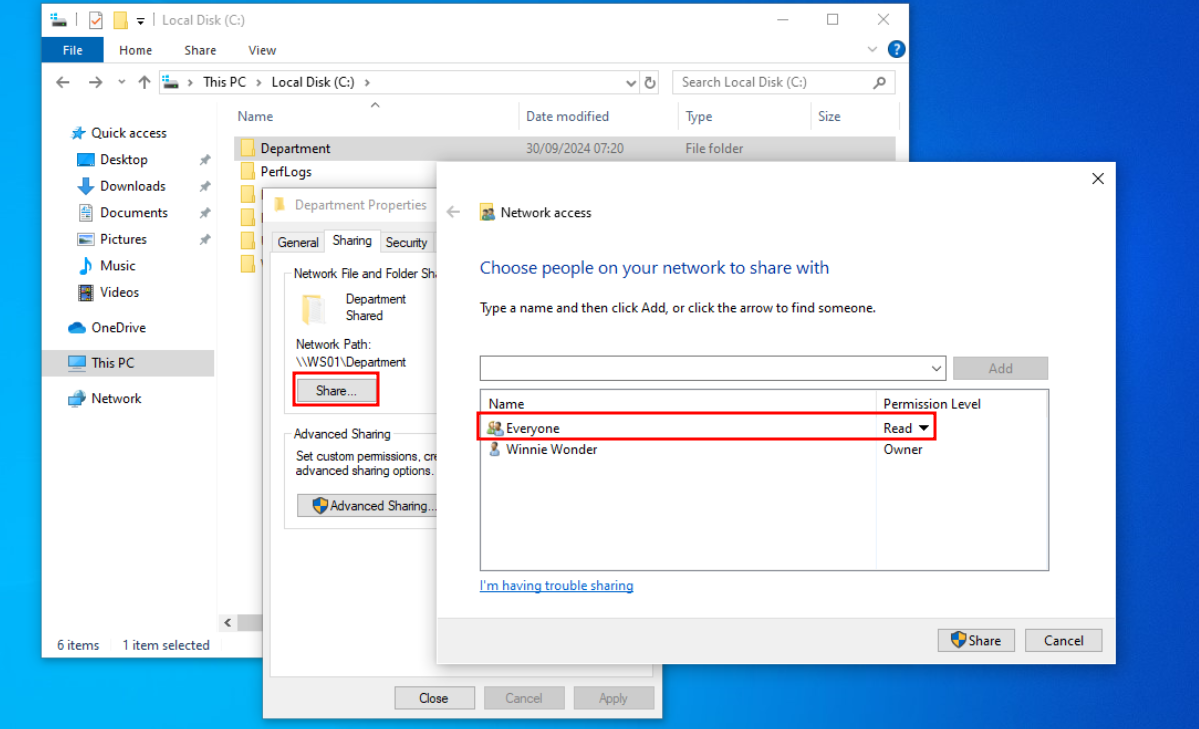 Local Disk (C:)
File Home Share View
This PC Local Disk (C:)
Search Local Disk (C:)
Name Date modified Type Size
Quick access
Desktop
Downloads
Documents
Pictures
Music
Videos
OneDrive
This PC
Network
Department 30/09/2024 07:20 File folder
PerfLogs
6 items 1 item selected
Department Properties
General Sharing Security
Network File and Folder Sha
Department
Shared
Network Path:
\\WS01\Department
Share...
Advanced Sharing
Set custom permissions, cre
advanced sharing options.
Advanced Sharing...
Close Cancel Apply
Network access
Choose people on your network to share with
Type a name and then click Add, or click the arrow to find someone.
Add
Name Permission Level
Everyone Read
Winnie Wonder Owner
I'm having trouble sharing
Share Cancel